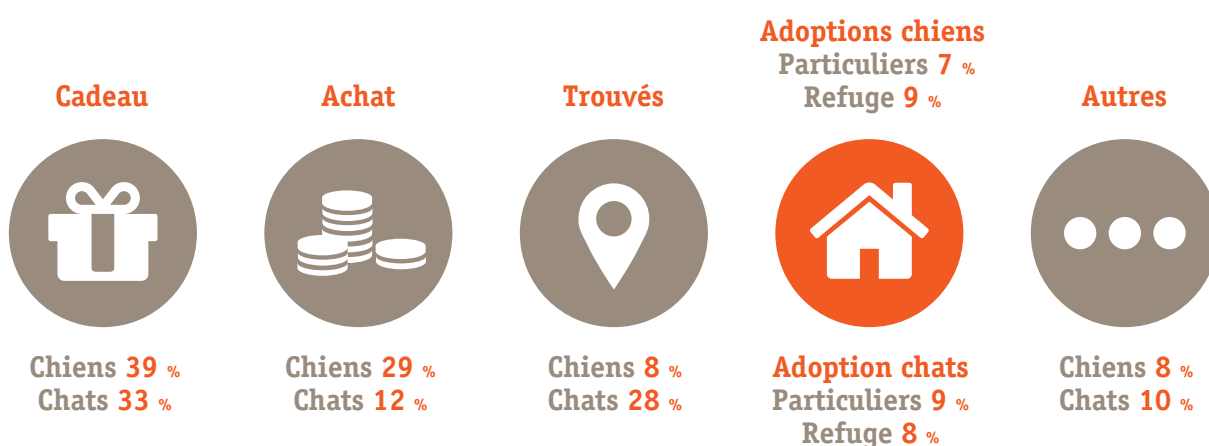 Cadeau
Chiens 39 %
Chats 33 %
Achat
Chiens 29 %
Chats 12 %
Trouvés
Chiens 8 %
Chats 28 %
Adoptions chiens
Particuliers 7 %
Refuge 9 %
Adoption chats
Particuliers 9 %
Refuge 8 %
Autres
Chiens 8 %
Chats 10 %